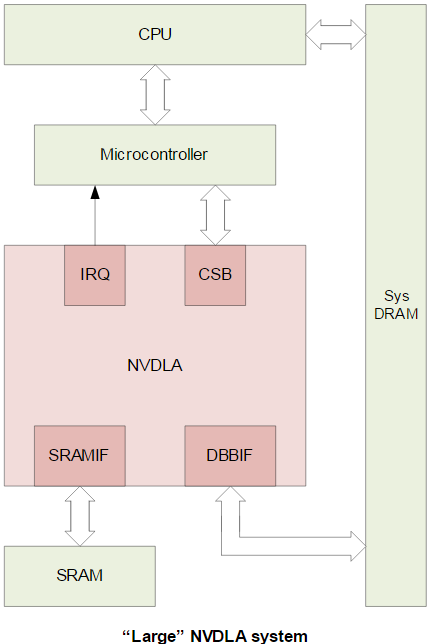 CPU
Microcontroller
IRQ
CSB
Sys
DRAM
NVDLA
SRAMIF
DBBIF
SRAM
“Large” NVDLA system